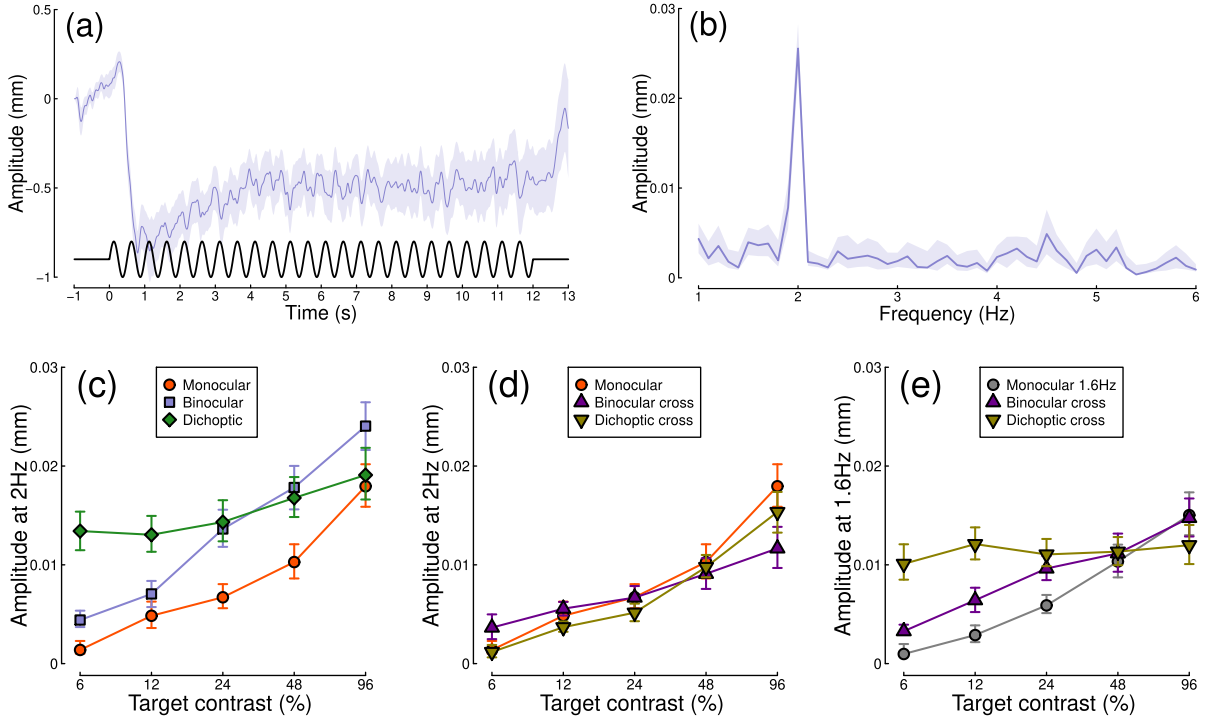 (a)
Amplitude (mm)
0.5
0
−0.5
−1
−1 0 1 2 3 4 5 6 7 8 9 10 11 12 13
Time (s)
(b)
Amplitude (mm)
0.03
0.02
0.01
0
1 2 3 4 5 6
Frequency (Hz)
(c)
Monocular
Binocular
Dichoptic
Amplitude at 2Hz (mm)
0.03
0.02
0.01
0
6 12 24 48 96
Target contrast (%)
(d)
Monocular
Binocular cross
Dichoptic cross
Amplitude at 2Hz (mm)
0.03
0.02
0.01
0
6 12 24 48 96
Target contrast (%)
(e)
Monocular 1.6Hz
Binocular cross
Dichoptic cross
Amplitude at 1.6Hz (mm)
0.03
0.02
0.01
0
6 12 24 48 96
Target contrast (%)